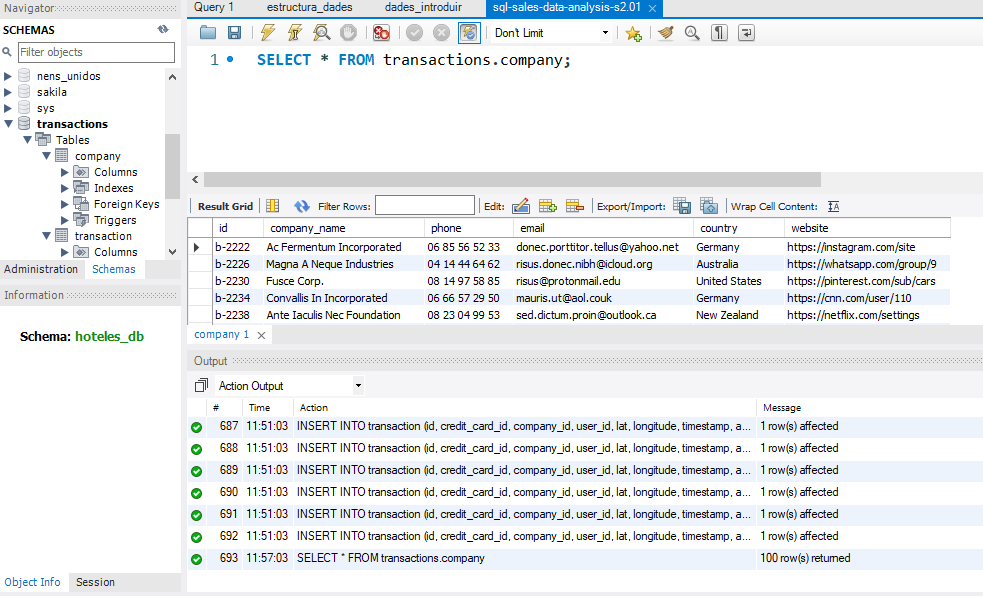 Navigator
Query 1 estructura_dades dades_introduir sql-sales-data-analysis-s2.01
SCHEMAS
Filter objects
nens_unidos
sakila
sys
transactions
Tables
company
Columns
Indexes
Foreign Keys
Triggers
transaction
Columns
Administration Schemas
Information
Schema: hoteles_db
Object Info Session
Don't Limit
1 SELECT * FROM transactions.company;
Result Grid Filter Rows: Edit: Export/Import: Wrap Cell Content: IA
id company_name phone email country website
b-2222 Ac Fermentum Incorporated 06 85 56 52 33 donec.porttitor.tellus@yahoo.net Germany https://instagram.com/site
b-2226 Magna A Neque Industries 04 14 44 64 62 risus.donec.nibh@icloud.org Australia https://whatsapp.com/group/9
b-2230 Fusce Corp. 08 14 97 58 85 risus@protonmail.edu United States https://pinterest.com/sub/cars
b-2234 Convallis In Incorporated 06 66 57 29 50 mauris.ut@aol.couk Germany https://cnn.com/user/110
b-2238 Ante Iaculis Nec Foundation 08 23 04 99 53 sed.dictum.proin@outlook.ca New Zealand https://netflix.com/settings
company 1
Output
Action Output
# Time Action Message
687 11:51:03 INSERT INTO transaction (id, credit_card_id, company_id, user_id, lat, longitude, timestamp, a... 1 row(s) affected
688 11:51:03 INSERT INTO transaction (id, credit_card_id, company_id, user_id, lat, longitude, timestamp, a... 1 row(s) affected
689 11:51:03 INSERT INTO transaction (id, credit_card_id, company_id, user_id, lat, longitude, timestamp, a... 1 row(s) affected
690 11:51:03 INSERT INTO transaction (id, credit_card_id, company_id, user_id, lat, longitude, timestamp, a... 1 row(s) affected
691 11:51:03 INSERT INTO transaction (id, credit_card_id, company_id, user_id, lat, longitude, timestamp, a... 1 row(s) affected
692 11:51:03 INSERT INTO transaction (id, credit_card_id, company_id, user_id, lat, longitude, timestamp, a... 1 row(s) affected
693 11:57:03 SELECT * FROM transactions.company 100 row(s) returned